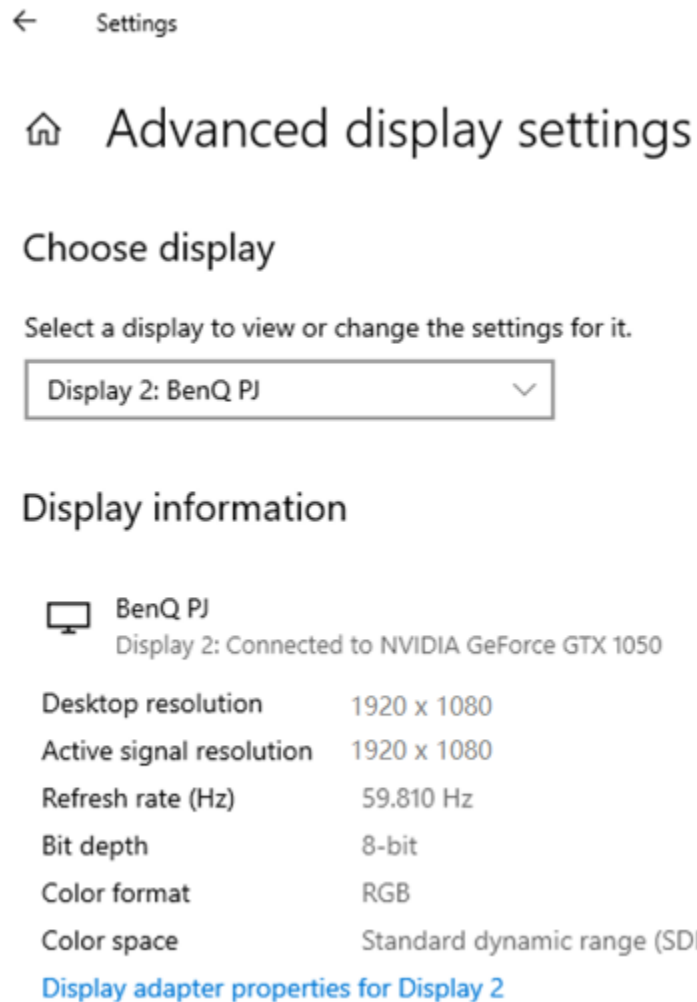 Settings
Advanced display settings
Choose display
Select a display to view or change the settings for it.
Display 2: BenQ PJ
Display information
BenQ PJ
Display 2: Connected to NVIDIA GeForce GTX 1050
Desktop resolution 1920 x 1080
Active signal resolution 1920 x 1080
Refresh rate (Hz) 59.810 Hz
Bit depth 8-bit
Color format RGB
Color space Standard dynamic range (SD
Display adapter properties for Display 2